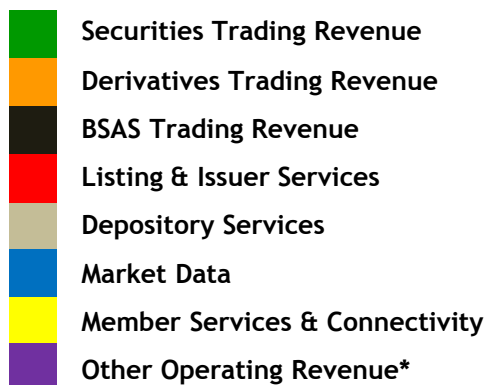 Securities Trading Revenue
Derivatives Trading Revenue
BSAS Trading Revenue
Listing & Issuer Services
Depository Services
Market Data
Member Services & Connectivity
Other Operating Revenue*